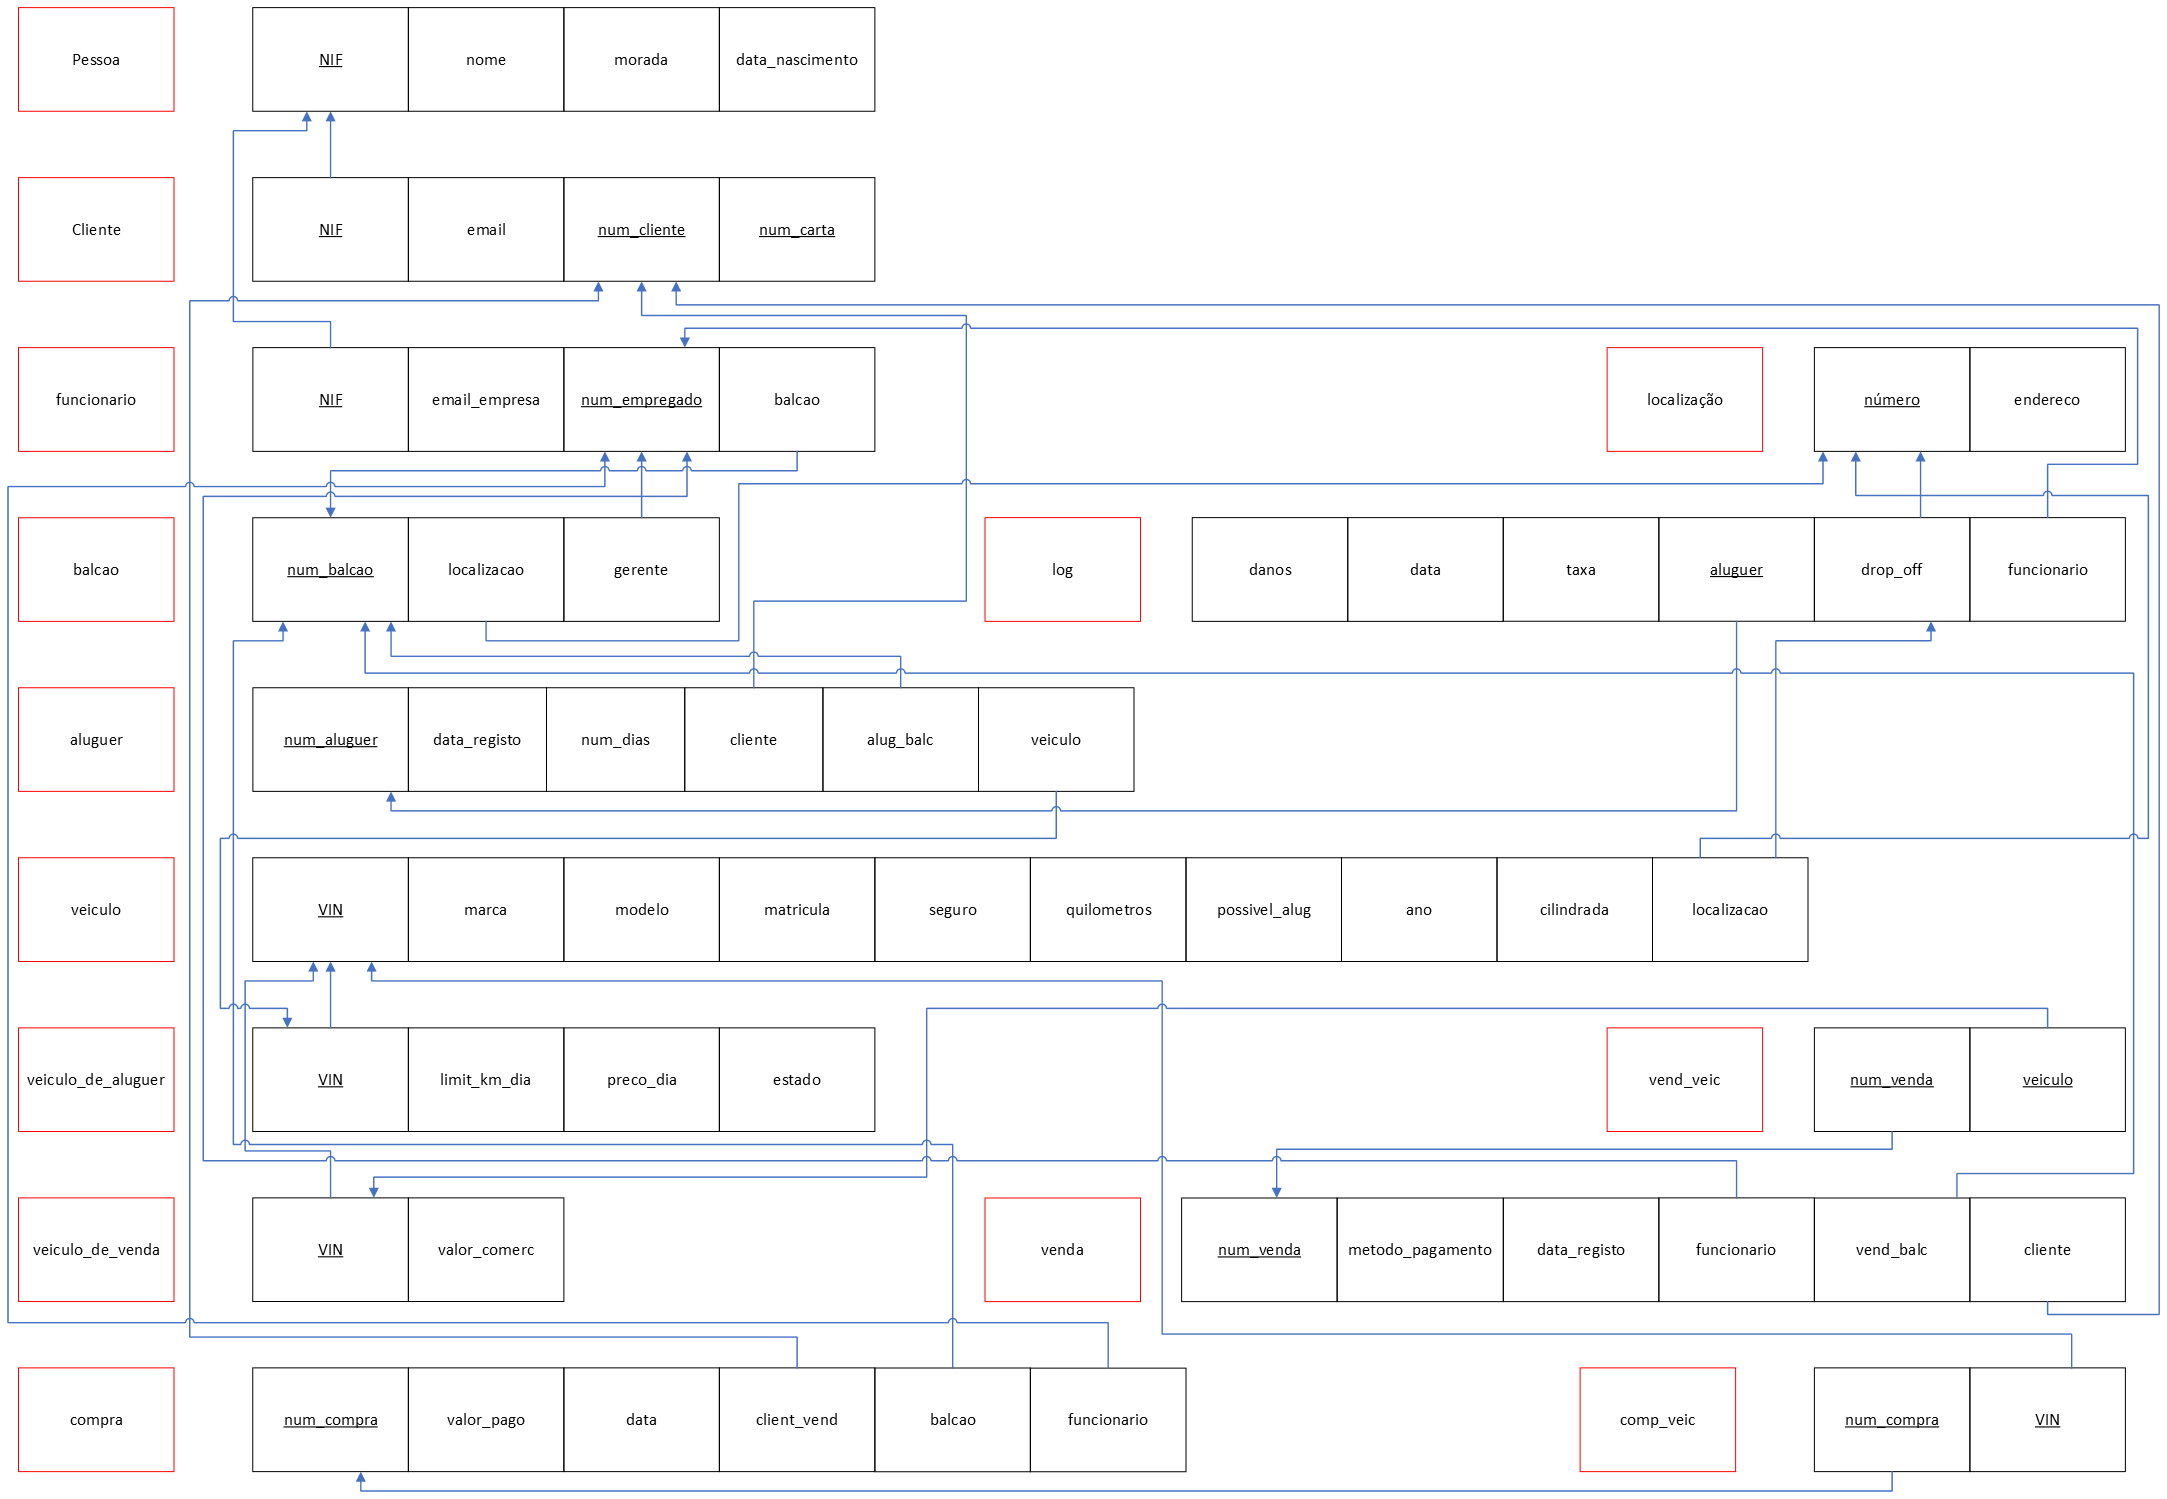 Pessoa
NIF nome morada data_nascimento
Cliente
NIF email num_cliente num_carta
funcionario
NIF email_empresa num_empregado balcao
localização
número endereco
balcao
num_balcao localizacao gerente
log
danos data taxa aluguer drop_off funcionario
aluguer
num_aluguer data_registo num_dias cliente alug_balc veiculo
veiculo
VIN marca modelo matricula seguro quilometros possivel_alug ano cilindrada localizacao
veiculo_de_aluguer
VIN limit_km_dia preco_dia estado
vend_veic
num_venda veiculo
veiculo_de_venda
VIN valor_comerc
venda
num_venda metodo_pagamento data_registo funcionario vend_balc cliente
compra
num_compra valor_pago data client_vend balcao funcionario
comp_veic
num_compra VIN